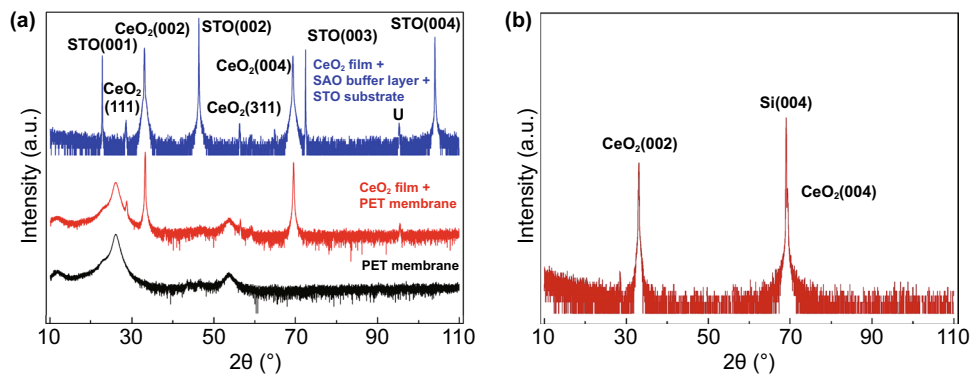 (a)
Intensity (a.u.)
STO(001)
CeO₂(002)
STO(002)
STO(003)
STO(004)
CeO₂
(111)
CeO₂(311)
CeO₂(004)
U
CeO₂ film +
SAO buffer layer +
STO substrate
CeO₂ film +
PET membrane
PET membrane
10 30 50 70 90 110
2θ (°)
(b)
Intensity (a.u.)
CeO₂(002)
Si(004)
CeO₂(004)
10 30 50 70 90 110
2θ (°)